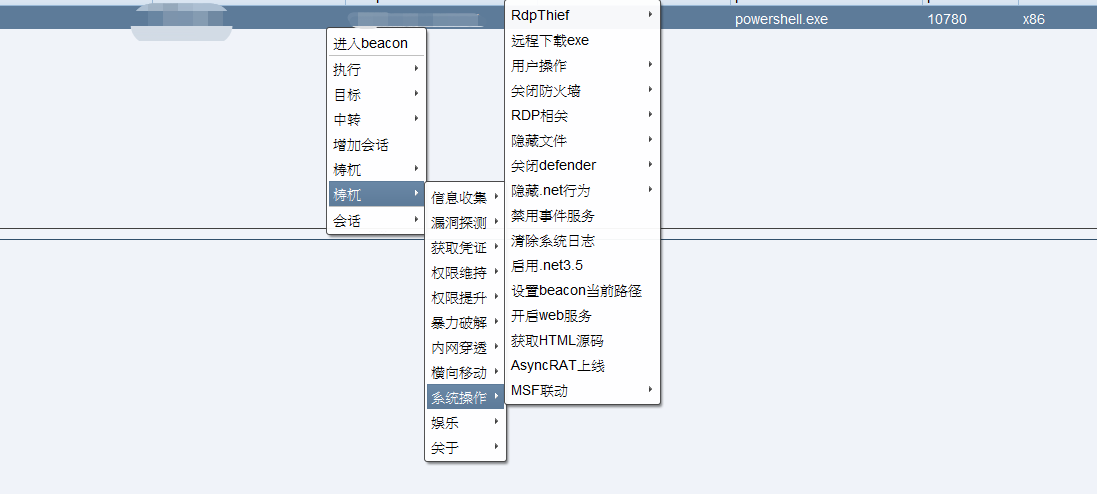 powershell.exe 10780 x86
进入beacon
执行
目标
中转
增加会话
梼杌
梼杌
会话
信息收集
漏洞探测
获取凭证
权限维持
权限提升
暴力破解
内网穿透
横向移动
系统操作
娱乐
关于
RdpThief
远程下载exe
用户操作
关闭防火墙
RDP相关
隐藏文件
关闭defender
隐藏.net行为
禁用事件服务
清除系统日志
启用.net3.5
设置beacon当前路径
开启web服务
获取HTML源码
AsyncRAT上线
MSF联动